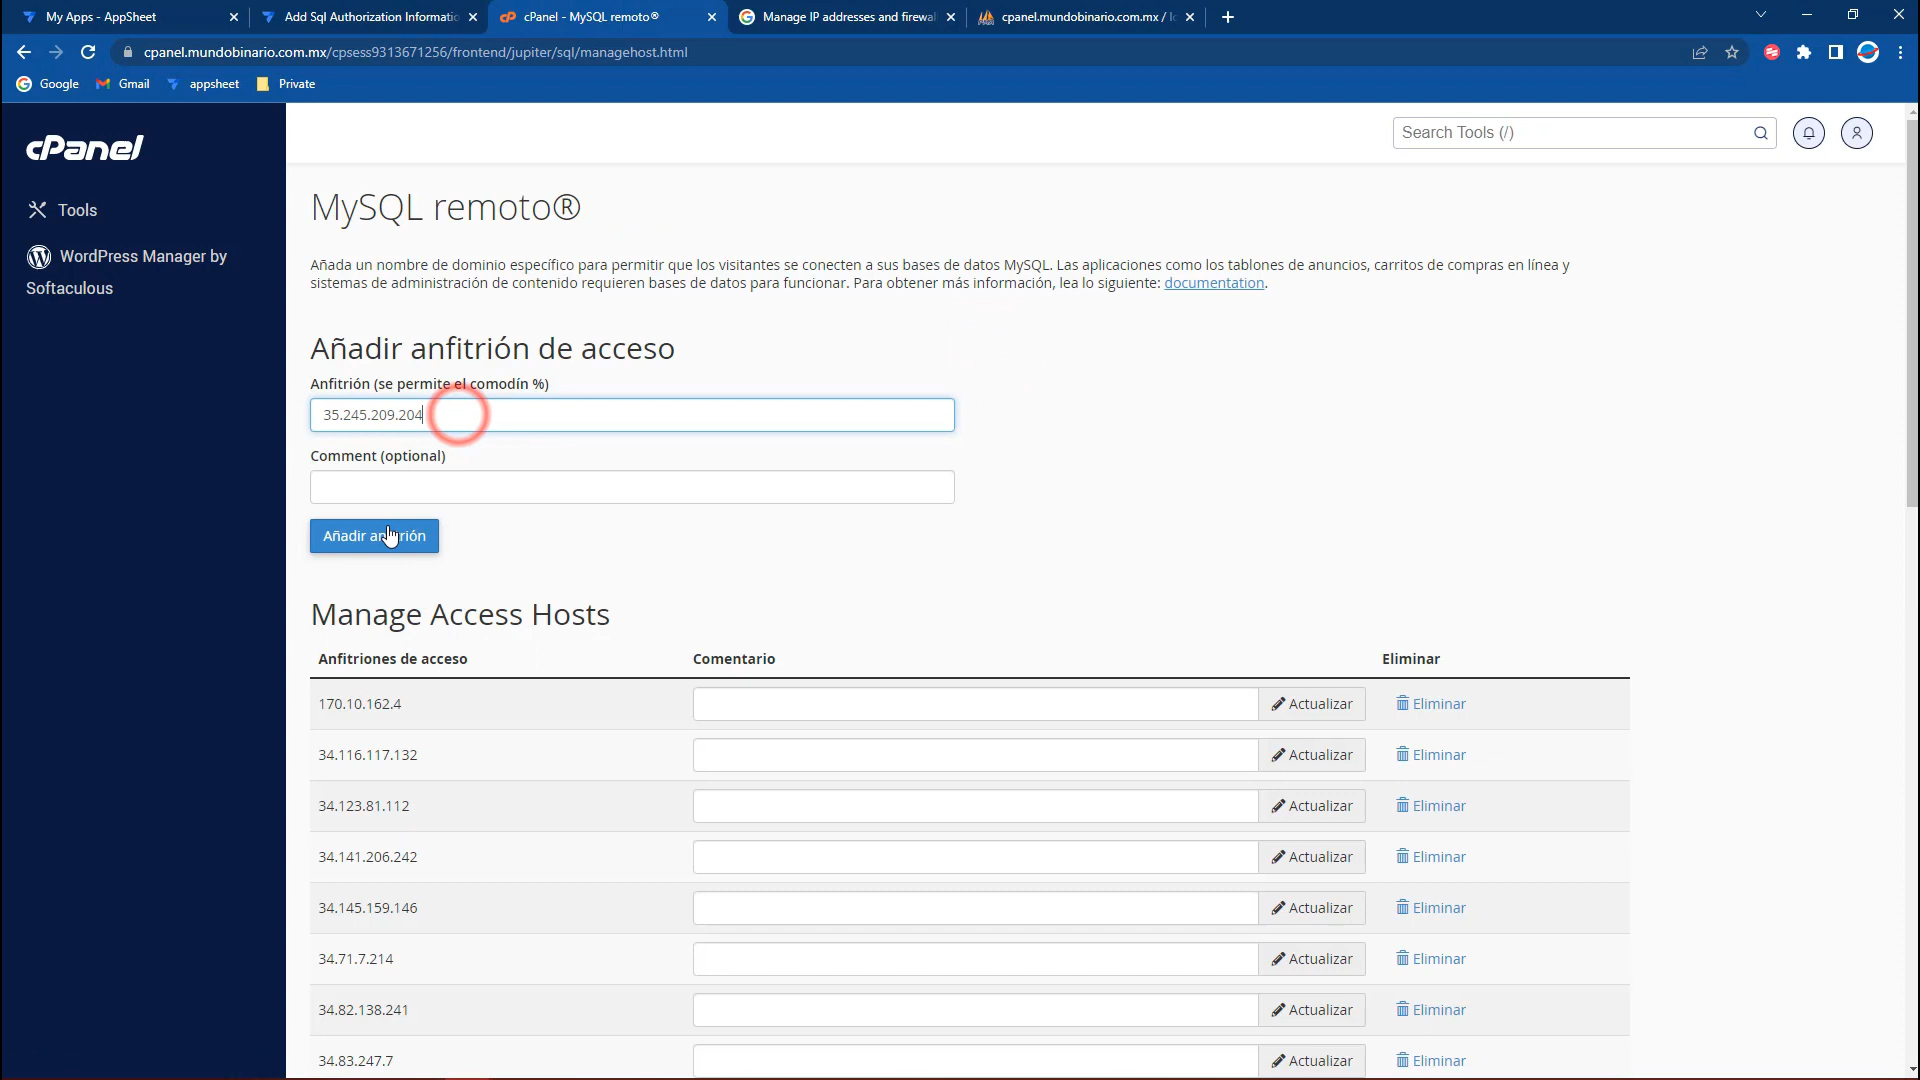 My Apps - AppSheet
Add Sql Authorization Informatio
cPanel - MySQL remoto®
Manage IP addresses and firewal
cpanel.mundobinario.com.mx / lo
cpanel.mundobinario.com.mx/cpsess9313671256/frontend/jupiter/sql/managehost.html
Google
Gmail
appsheet
Private
cPanel
Search Tools (/)
Tools
WordPress Manager by
Softaculous
MySQL remoto®
Añada un nombre de dominio específico para permitir que los visitantes se conecten a sus bases de datos MySQL. Las aplicaciones como los tablones de anuncios, carritos de compras en línea y
sistemas de administración de contenido requieren bases de datos para funcionar. Para obtener más información, lea lo siguiente: documentation.
Añadir anfitrión de acceso
Anfitrión (se permite el comodín %)
35.245.209.204
Comment (optional)
Añadir anfitrión
Manage Access Hosts
Anfitriones de acceso Comentario Eliminar
170.10.162.4 Actualizar Eliminar
34.116.117.132 Actualizar Eliminar
34.123.81.112 Actualizar Eliminar
34.141.206.242 Actualizar Eliminar
34.145.159.146 Actualizar Eliminar
34.71.7.214 Actualizar Eliminar
34.82.138.241 Actualizar Eliminar
34.83.247.7 Actualizar Eliminar